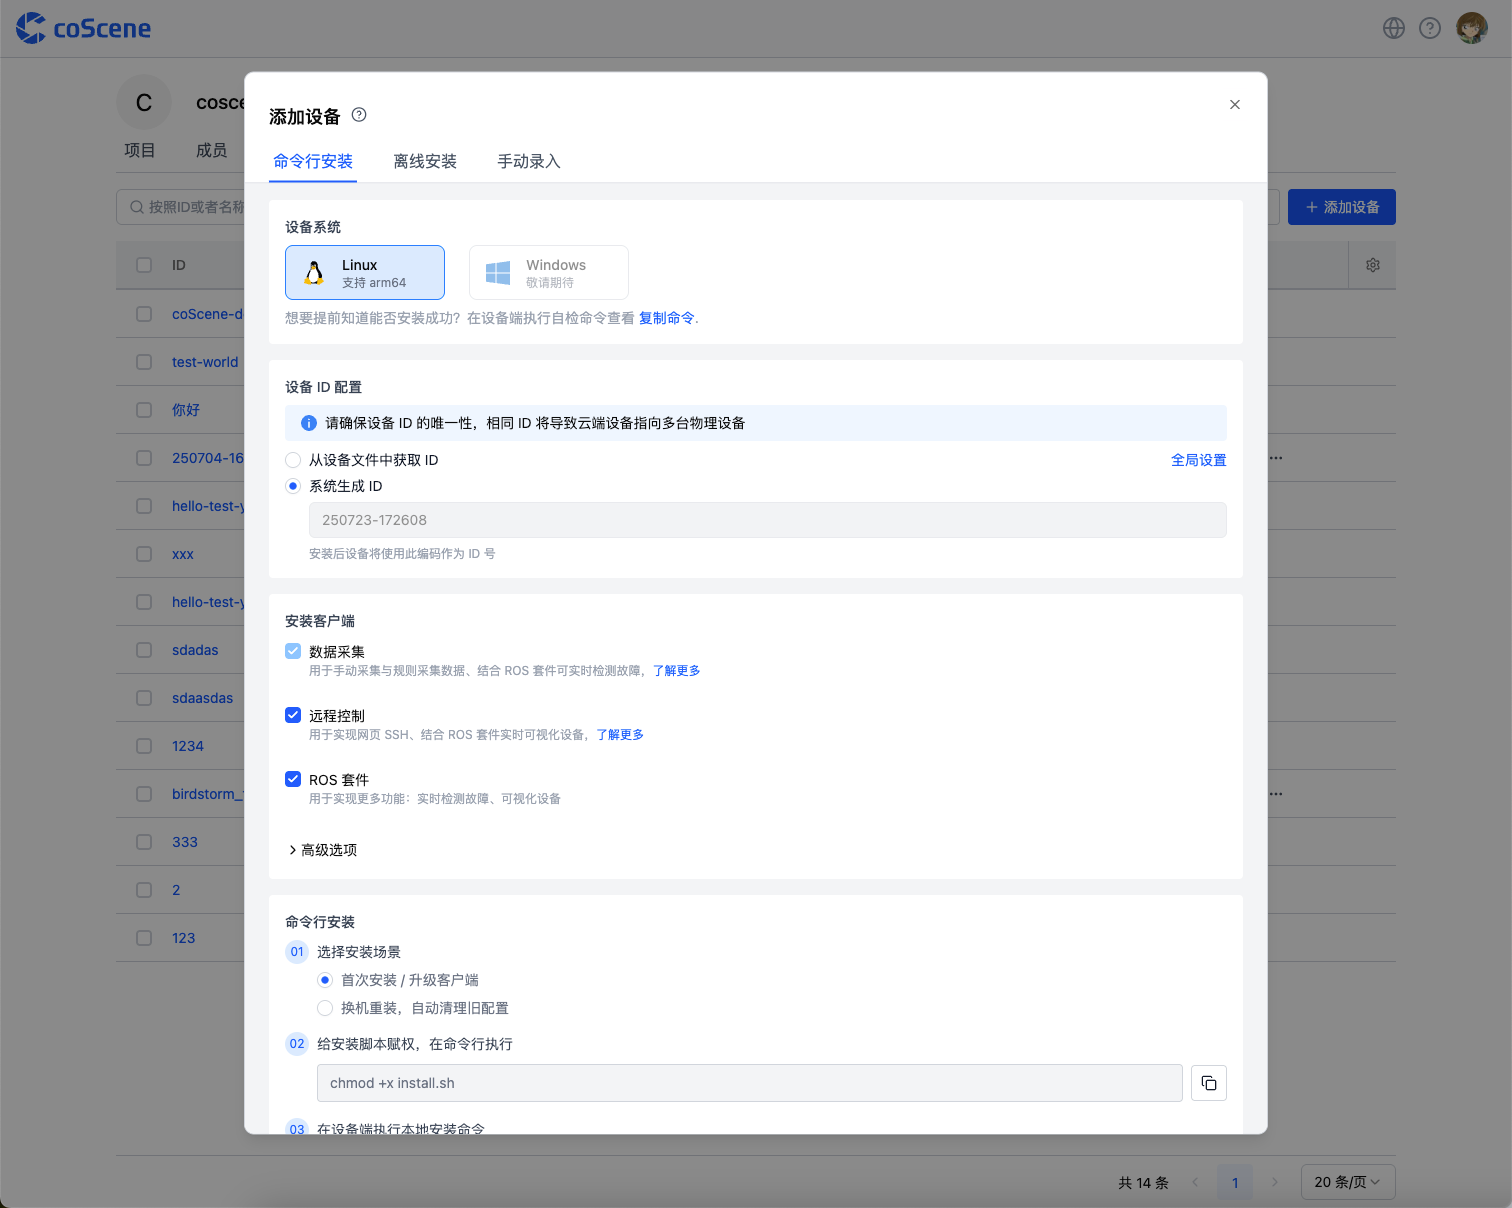 coScene
C
项目
成员
添加设备
命令行安装
离线安装
手动录入
按照ID或者名称
添加设备
ID
coScene-d
test-world
你好
250704-16
hello-test-y
xxx
hello-test-y
sdadas
sdaasdas
1234
birdstorm_
333
2
123
设备系统
Linux
支持 arm64
Windows
敬请期待
想要提前知道能否安装成功？在设备端执行自检命令查看 复制命令.
设备 ID 配置
请确保设备 ID 的唯一性，相同 ID 将导致云端设备指向多台物理设备
从设备文件中获取 ID
全局设置
系统生成 ID
250723-172608
安装后设备将使用此编码作为 ID 号
安装客户端
数据采集
用于手动采集与规则采集数据、结合 ROS 套件可实时检测故障，了解更多
远程控制
用于实现网页 SSH、结合 ROS 套件实时可视化设备，了解更多
ROS 套件
用于实现更多功能：实时检测故障、可视化设备
高级选项
命令行安装
01 选择安装场景
首次安装 / 升级客户端
换机重装，自动清理旧配置
02 给安装脚本赋权，在命令行执行
chmod +x install.sh
03 在设备端执行本地安装命令
共 14 条
1
20 条/页